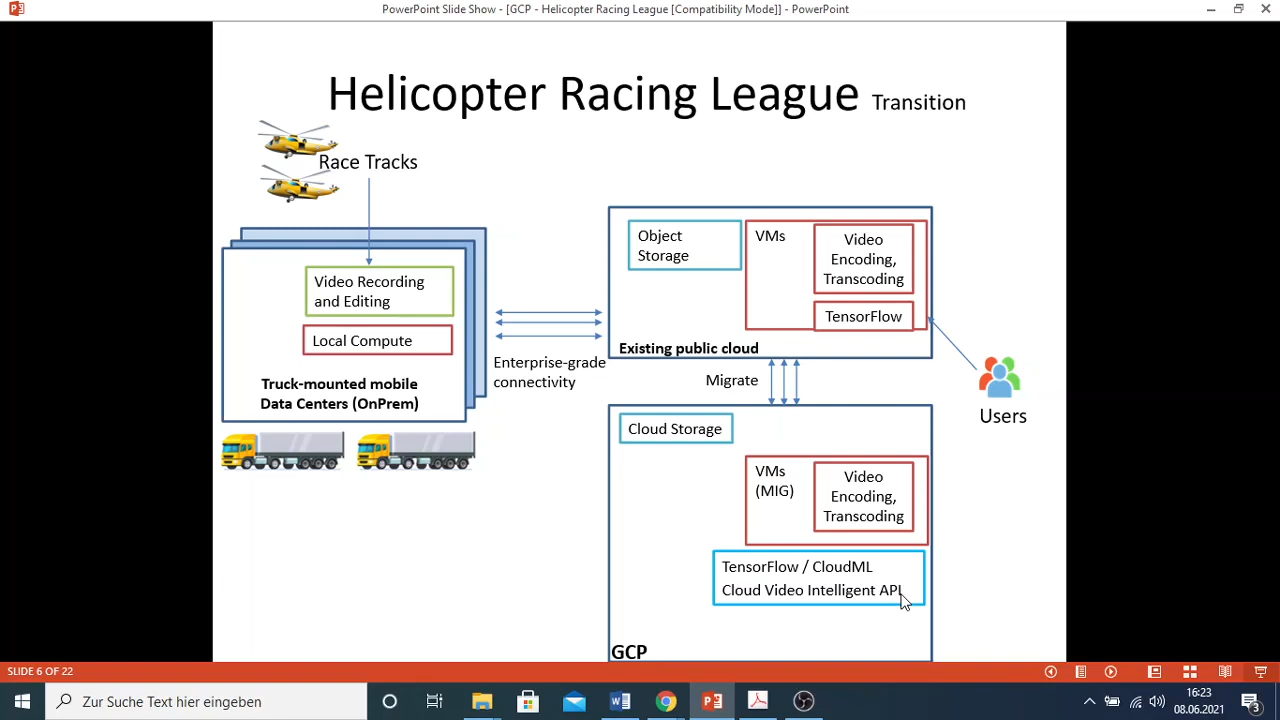 PowerPoint Slide Show - [GCP - Helicopter Racing League [Compatibility Mode]] - PowerPoint
Helicopter Racing League Transition
Race Tracks
Video Recording
and Editing
Local Compute
Truck-mounted mobile
Data Centers (OnPrem)
Enterprise-grade
connectivity
Object
Storage
VMs
Video
Encoding,
Transcoding
TensorFlow
Existing public cloud
Migrate
Users
Cloud Storage
VMs
(MIG)
Video
Encoding,
Transcoding
TensorFlow / CloudML
Cloud Video Intelligent API
GCP
SLIDE 6 OF 22
Zur Suche Text hier eingeben
16:23
08.06.2021
3